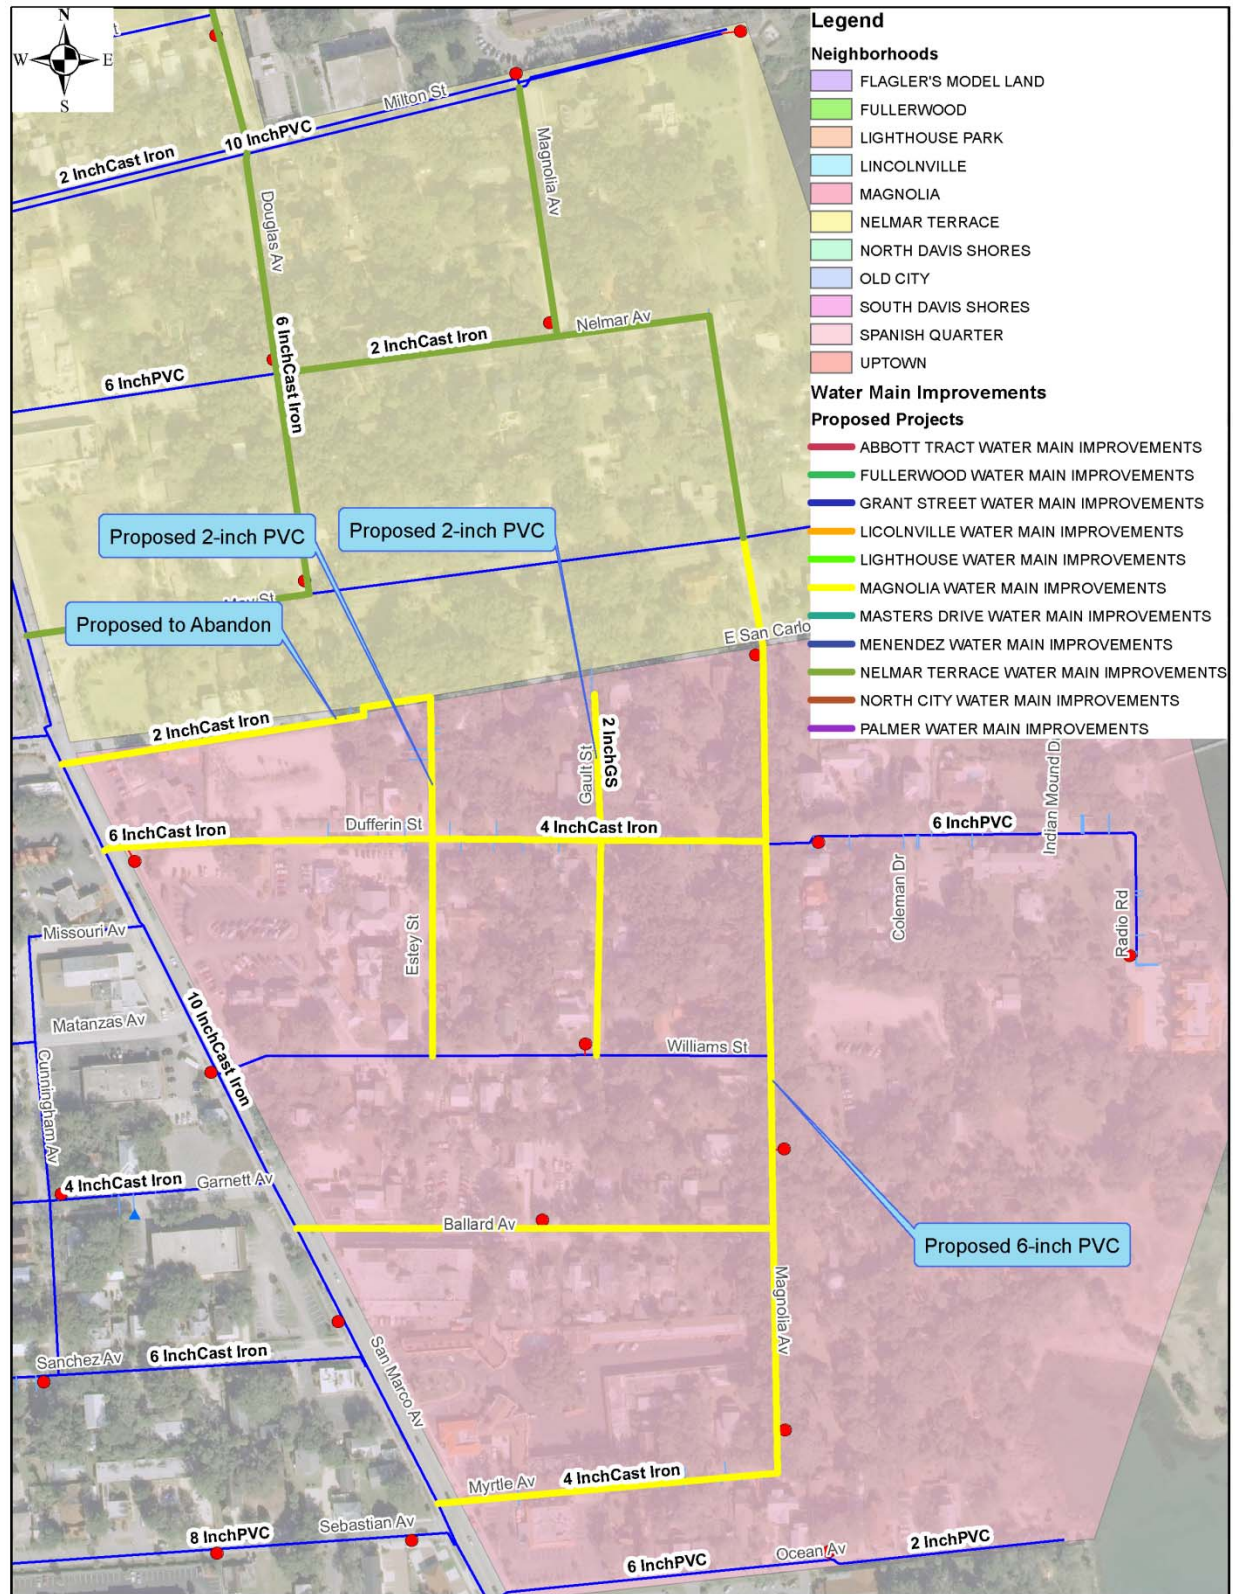 N
W
E
S
Milton St
10 InchPVC
2 InchCast Iron
Magnolia Av
Douglas Av
Nelmar Av
2 InchCast Iron
6 InchCast Iron
6 InchPVC
Proposed 2-inch PVC
Proposed 2-inch PVC
Proposed to Abandon
E San Carlo
2 InchCast Iron
2 InchGS
Gault St
Dufferin St
6 InchCast Iron
4 InchCast Iron
6 InchPVC
Indian Mound D
Coleman Dr
Radio Rd
Estey St
Missouri Av
Matanzas Av
10 InchCast Iron
Cunningham Av
Williams St
4 InchCast Iron
Garnett Av
Ballard Av
Proposed 6-inch PVC
Magnolia Av
Sanchez Av
6 InchCast Iron
San Marco Av
Myrtle Av
4 InchCast Iron
8 InchPVC
Sebastian Av
6 InchPVC
Ocean Av
2 InchPVC
Legend
Neighborhoods
FLAGLER'S MODEL LAND
FULLERWOOD
LIGHTHOUSE PARK
LINCOLNVILLE
MAGNOLIA
NELMAR TERRACE
NORTH DAVIS SHORES
OLD CITY
SOUTH DAVIS SHORES
SPANISH QUARTER
UPTOWN
Water Main Improvements
Proposed Projects
ABBOTT TRACT WATER MAIN IMPROVEMENTS
FULLERWOOD WATER MAIN IMPROVEMENTS
GRANT STREET WATER MAIN IMPROVEMENTS
LICOLNVILLE WATER MAIN IMPROVEMENTS
LIGHTHOUSE WATER MAIN IMPROVEMENTS
MAGNOLIA WATER MAIN IMPROVEMENTS
MASTERS DRIVE WATER MAIN IMPROVEMENTS
MENENDEZ WATER MAIN IMPROVEMENTS
NELMAR TERRACE WATER MAIN IMPROVEMENTS
NORTH CITY WATER MAIN IMPROVEMENTS
PALMER WATER MAIN IMPROVEMENTS